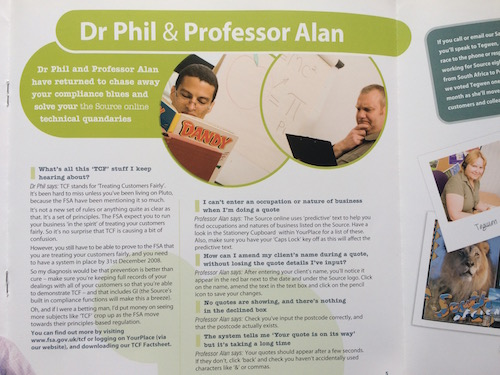 Dr Phil & Professor Alan
Dr Phil and Professor Alan
have returned to chase away
your compliance blues and
solve your the Source online
technical quandaries
DANDY
What's all this 'TCF' stuff I keep
hearing about?
Dr Phil says: TCF stands for 'Treating Customers Fairly'.
It's been hard to miss unless you've been living on Pluto,
because the FSA have been mentioning it so much.
It's not a new set of rules or anything quite as clear as
that. It's a set of principles. The FSA expect you to run
your business 'in the spirit' of treating your customers
fairly. So it's no surprise that TCF is causing a bit of
confusion.
However, you still have to be able to prove to the FSA that
you are treating your customers fairly, and you need
to have a system in place by 31st December 2008.
So my diagnosis would be that prevention is better than
cure – make sure you're keeping full records of your
dealings with all of your customers so that you're able
to demonstrate TCF – and that includes GI (the Source's
built in compliance functions will make this a breeze).
Oh, and if I were a betting man, I'd put money on seeing
more subjects like 'TCF' crop up as the FSA move
towards their principles-based regulation.
You can find out more by visiting
www.fsa.gov.uk/tcf or logging on YourPlace (via
our website), and downloading our TCF Factsheet.
I can't enter an occupation or nature of business
when I'm doing a quote
Professor Alan says: The Source online uses 'predictive' text to help you
find occupations and natures of business listed on the Source. Have a
look in the Stationery Cupboard within YourPlace for a list of these.
Also, make sure you have your 'Caps Lock' key off as this will affect the
predictive text.
How can I amend my client's name during a quote,
without losing the quote details I've input?
Professor Alan says: After entering your client's name, you'll notice it
appear in the red bar next to the date and under the Source logo. Click
on the name, amend the text in the text box and click on the pencil
icon to save your changes.
No quotes are showing, and there's nothing
in the declined box
Professor Alan says: Check you've input the postcode correctly, and
that the postcode actually exists.
The system tells me 'Your quote is on its way'
but it's taking a long time
Professor Alan says: Your quotes should appear after a few seconds.
If they don't, click 'back' and check you haven't accidentally used
characters like '&' or commas.
If you call or email our Se
you'll speak to Tegwen
race to the phone or
working for Source nig
from South Africa to
we voted Tegwen em
month as she'll move
customers and colle
Tegwen